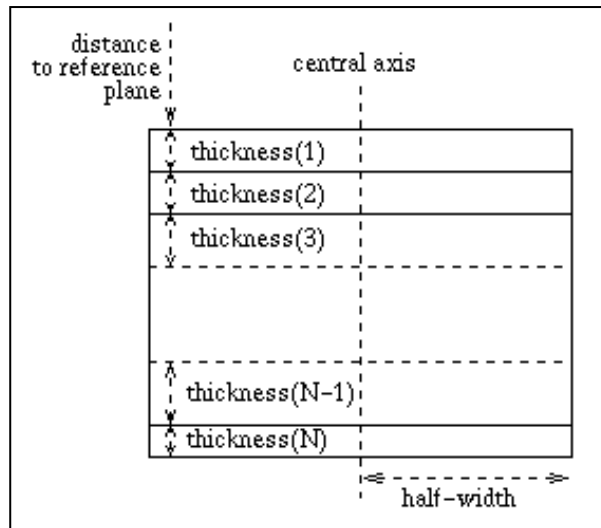 distance
to reference
plane
central axis
thickness(1)
thickness(2)
thickness(3)
thickness(N-1)
thickness(N)
half-width